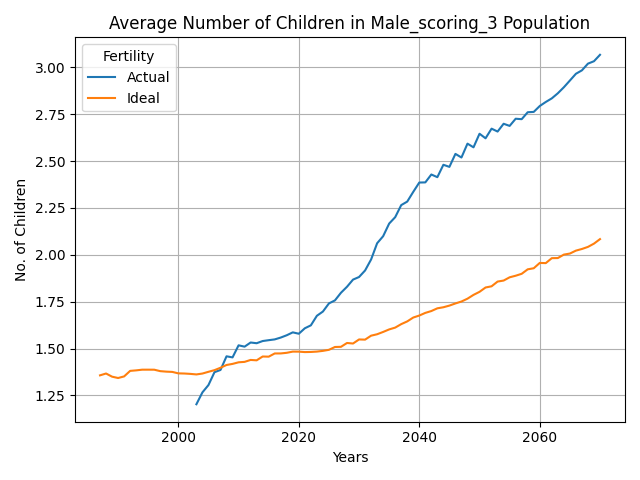 Average Number of Children in Male_scoring_3 Population
Fertility
Actual
Ideal
No. of Children
3.00
2.75
2.50
2.25
2.00
1.75
1.50
1.25
2000
2020
2040
2060
Years